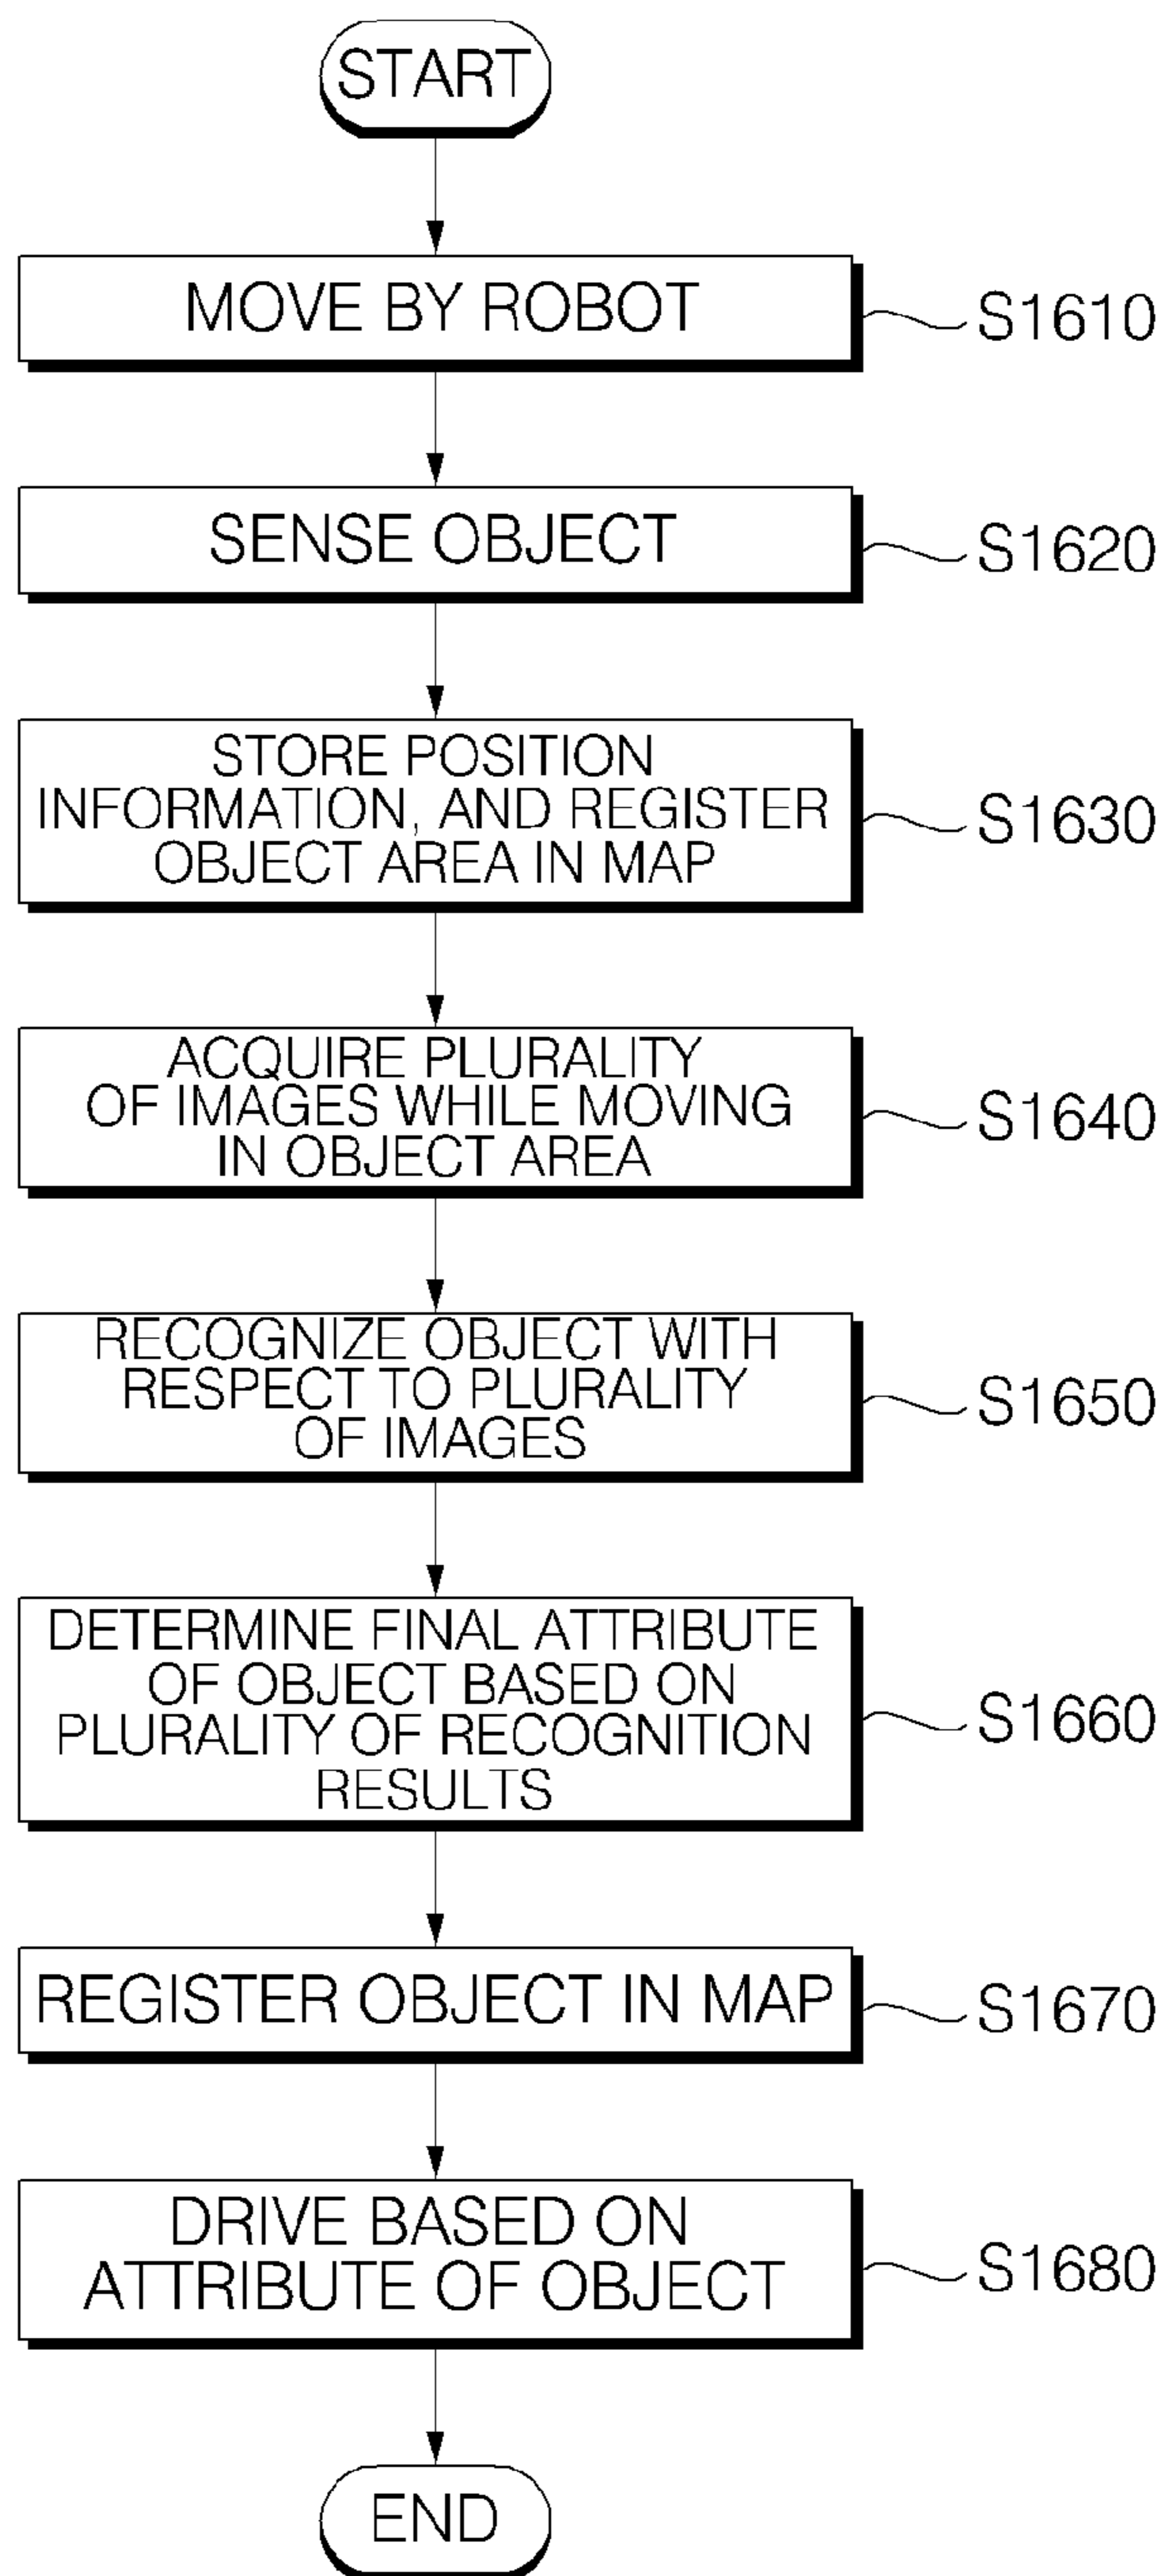 START
MOVE BY ROBOT
S1610
SENSE OBJECT
S1620
STORE POSITION
INFORMATION, AND REGISTER
OBJECT AREA IN MAP
S1630
ACQUIRE PLURALITY
OF IMAGES WHILE MOVING
IN OBJECT AREA
S1640
RECOGNIZE OBJECT WITH
RESPECT TO PLURALITY
OF IMAGES
S1650
DETERMINE FINAL ATTRIBUTE
OF OBJECT BASED ON
PLURALITY OF RECOGNITION
RESULTS
S1660
REGISTER OBJECT IN MAP
S1670
DRIVE BASED ON
ATTRIBUTE OF OBJECT
S1680
END